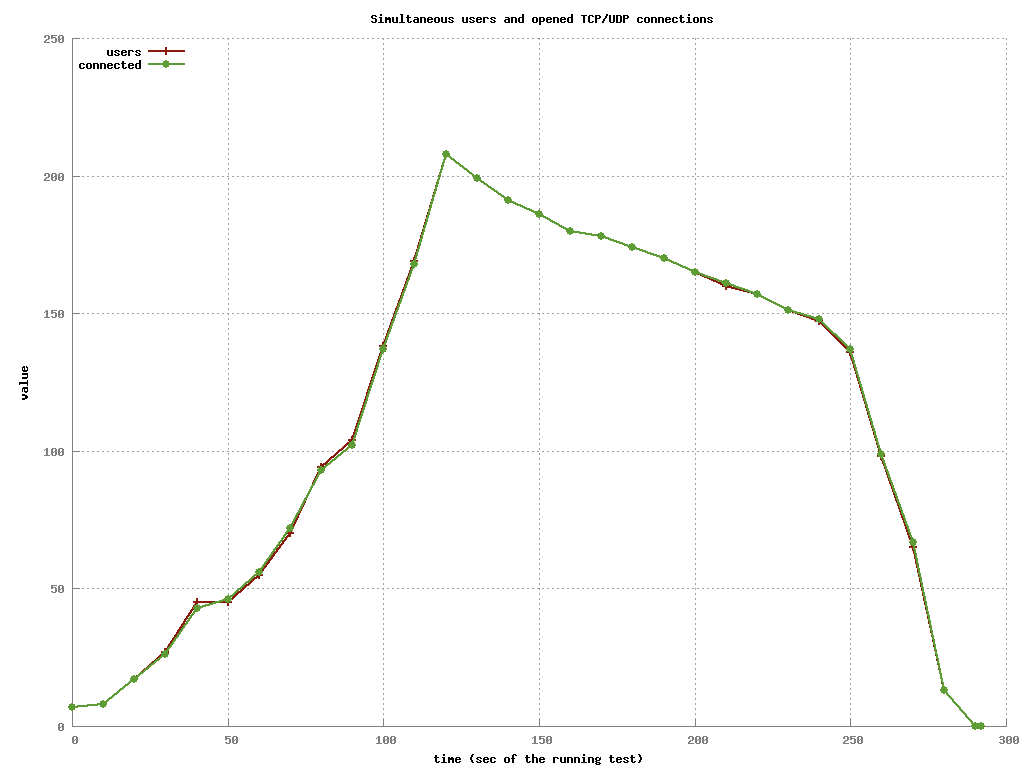 Simultaneous users and opened TCP/UDP connections
users
connected
250
200
150
100
50
0
value
0 50 100 150 200 250 300
time (sec of the running test)